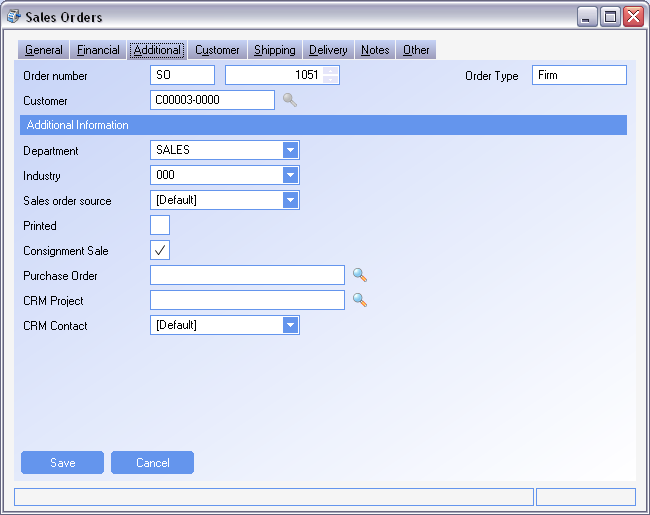 Sales Orders
General Financial Additional Customer Shipping Delivery Notes Other
Order number SO 1051 Order Type Firm
Customer C00003-0000
Additional Information
Department SALES
Industry 000
Sales order source [Default]
Printed
Consignment Sale
Purchase Order
CRM Project
CRM Contact [Default]
Save Cancel